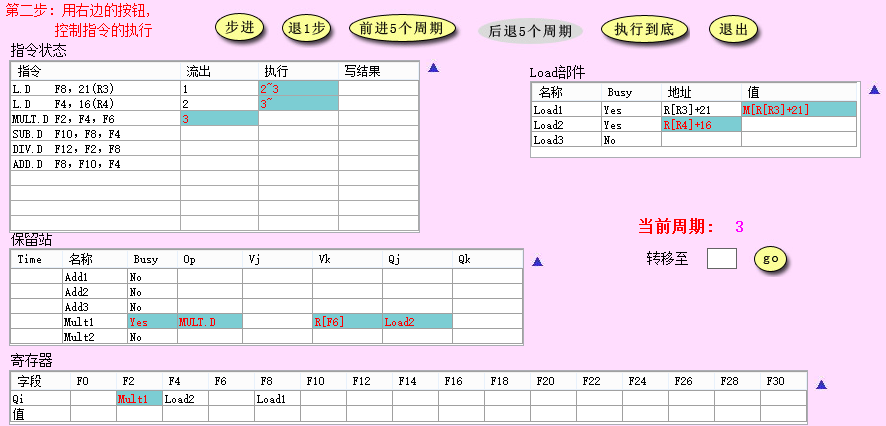 第二步：用右边的按钮，
控制指令的执行
步进 退1步 前进5个周期 后退5个周期 执行到底 退出
指令状态
指令 流出 执行 写结果
L.D F8，21(R3) 1 2~3
L.D F4，16(R4) 2 3~
MULT.D F2，F4，F6 3
SUB.D F10，F8，F4
DIV.D F12，F2，F8
ADD.D F8，F10，F4
Load部件
名称 Busy 地址 值
Load1 Yes R[R3]+21 M[R[R3]+21]
Load2 Yes R[R4]+16
Load3 No
当前周期： 3
转移至 go
保留站
Time 名称 Busy Op Vj Vk Qj Qk
Add1 No
Add2 No
Add3 No
Mult1 Yes MULT.D R[F6] Load2
Mult2 No
寄存器
字段 F0 F2 F4 F6 F8 F10 F12 F14 F16 F18 F20 F22 F24 F26 F28 F30
Qi Mult1 Load2 Load1
值